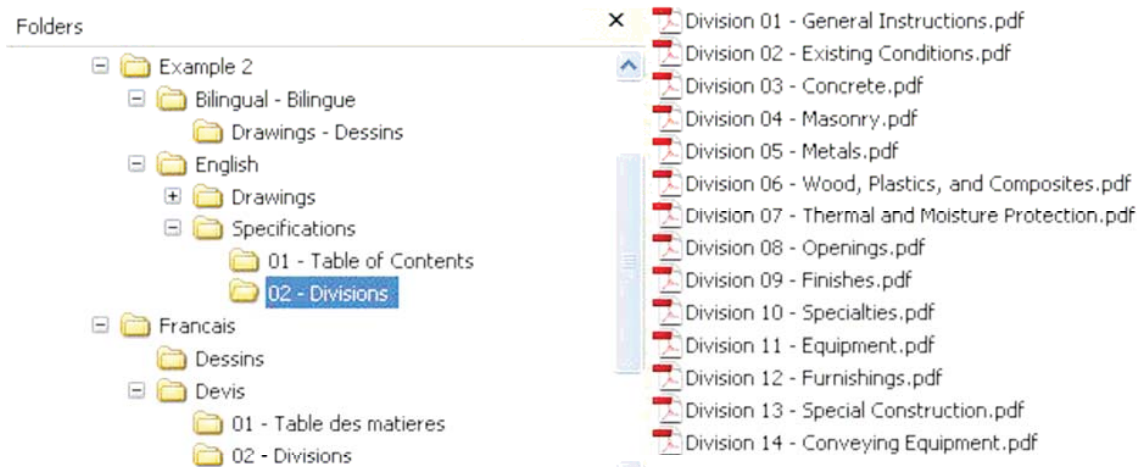 Folders
Example 2
Bilingual - Bilingue
Drawings - Dessins
English
Drawings
Specifications
01 - Table of Contents
02 - Divisions
Francais
Dessins
Devis
01 - Table des matieres
02 - Divisions
Division 01 - General Instructions.pdf
Division 02 - Existing Conditions.pdf
Division 03 - Concrete.pdf
Division 04 - Masonry.pdf
Division 05 - Metals.pdf
Division 06 - Wood, Plastics, and Composites.pdf
Division 07 - Thermal and Moisture Protection.pdf
Division 08 - Openings.pdf
Division 09 - Finishes.pdf
Division 10 - Specialties.pdf
Division 11 - Equipment.pdf
Division 12 - Furnishings.pdf
Division 13 - Special Construction.pdf
Division 14 - Conveying Equipment.pdf